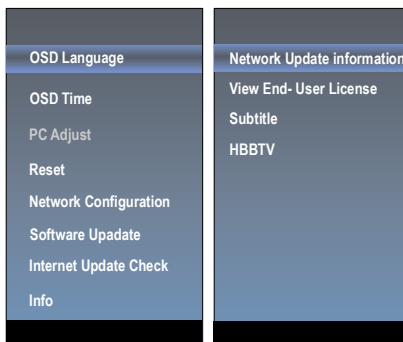 OSD Language
OSD Time
PC Adjust
Reset
Network Configuration
Software Upadate
Internet Update Check
Info
Network Update information
View End- User License
Subtitle
HBBTV